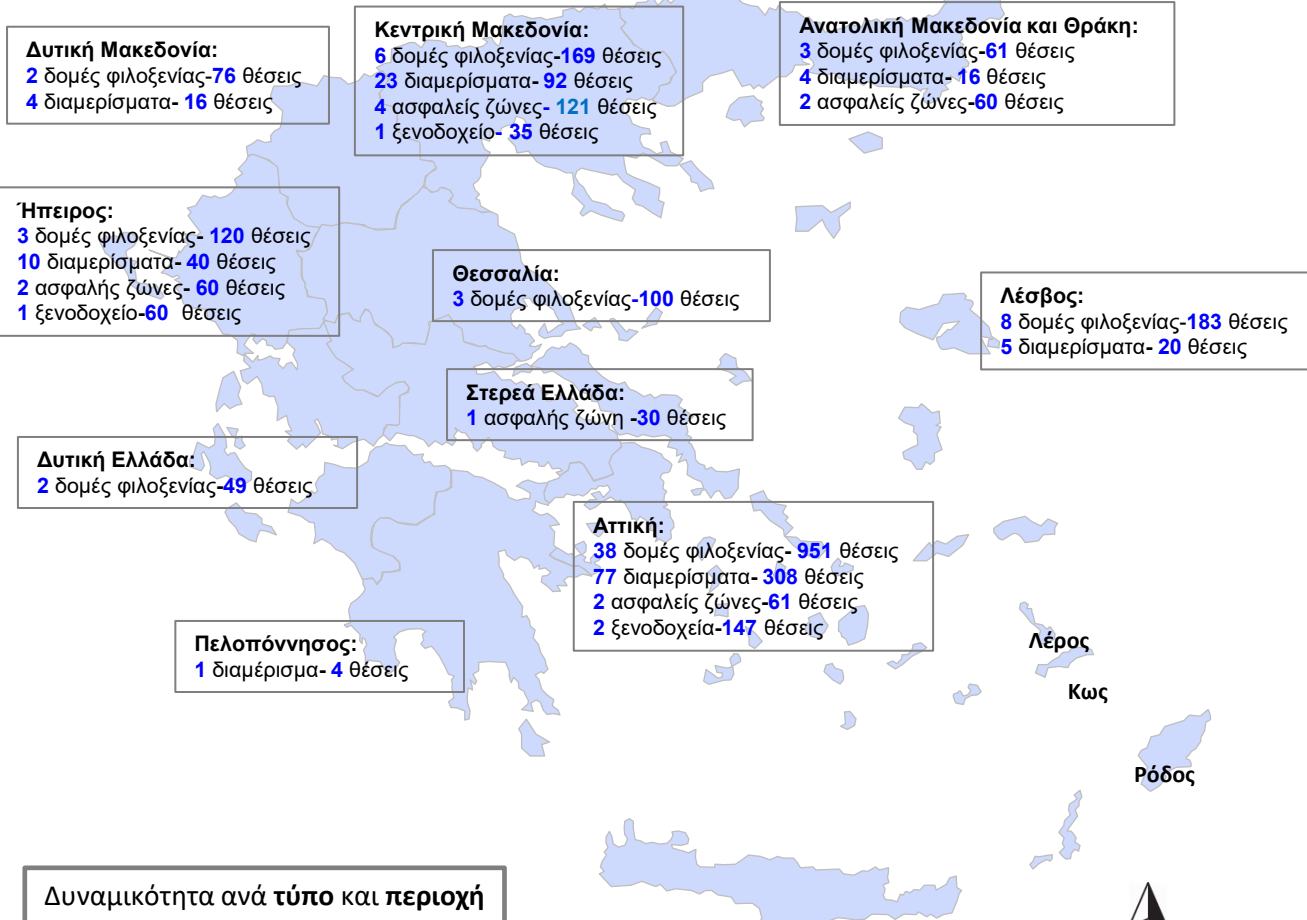 Δυτική Μακεδονία:
2 δομές φιλοξενίας-76 θέσεις
4 διαμερίσματα- 16 θέσεις
Κεντρική Μακεδονία:
6 δομές φιλοξενίας-169 θέσεις
23 διαμερίσματα- 92 θέσεις
4 ασφαλείς ζώνες- 121 θέσεις
1 ξενοδοχείο- 35 θέσεις
Ανατολική Μακεδονία και Θράκη:
3 δομές φιλοξενίας-61 θέσεις
4 διαμερίσματα- 16 θέσεις
2 ασφαλείς ζώνες-60 θέσεις
Ήπειρος:
3 δομές φιλοξενίας- 120 θέσεις
10 διαμερίσματα- 40 θέσεις
2 ασφαλής ζώνες- 60 θέσεις
1 ξενοδοχείο-60 θέσεις
Θεσσαλία:
3 δομές φιλοξενίας-100 θέσεις
Λέσβος:
8 δομές φιλοξενίας-183 θέσεις
5 διαμερίσματα- 20 θέσεις
Στερεά Ελλάδα:
1 ασφαλής ζώνη -30 θέσεις
Δυτική Ελλάδα:
2 δομές φιλοξενίας-49 θέσεις
Αττική:
38 δομές φιλοξενίας- 951 θέσεις
77 διαμερίσματα- 308 θέσεις
2 ασφαλείς ζώνες-61 θέσεις
2 ξενοδοχεία-147 θέσεις
Πελοπόννησος:
1 διαμέρισμα- 4 θέσεις
Λέρος
Κως
Ρόδος
Δυναμικότητα ανά τύπο και περιοχή